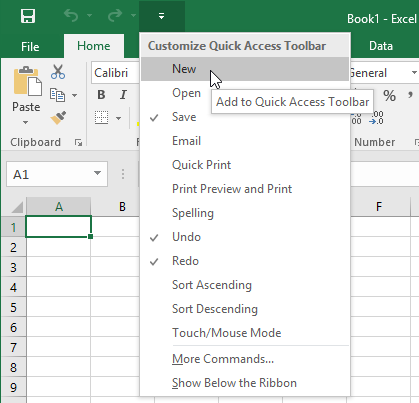 Book1 - Excel
File
Home
Data
Customize Quick Access Toolbar
New
Add to Quick Access Toolbar
Open
Save
Email
Quick Print
Print Preview and Print
Spelling
Undo
Redo
Sort Ascending
Sort Descending
Touch/Mouse Mode
More Commands...
Show Below the Ribbon
Paste
Clipboard
Calibri
B
General
%
Number
A1
A
B
F
1
2
3
4
5
6
7
8
9